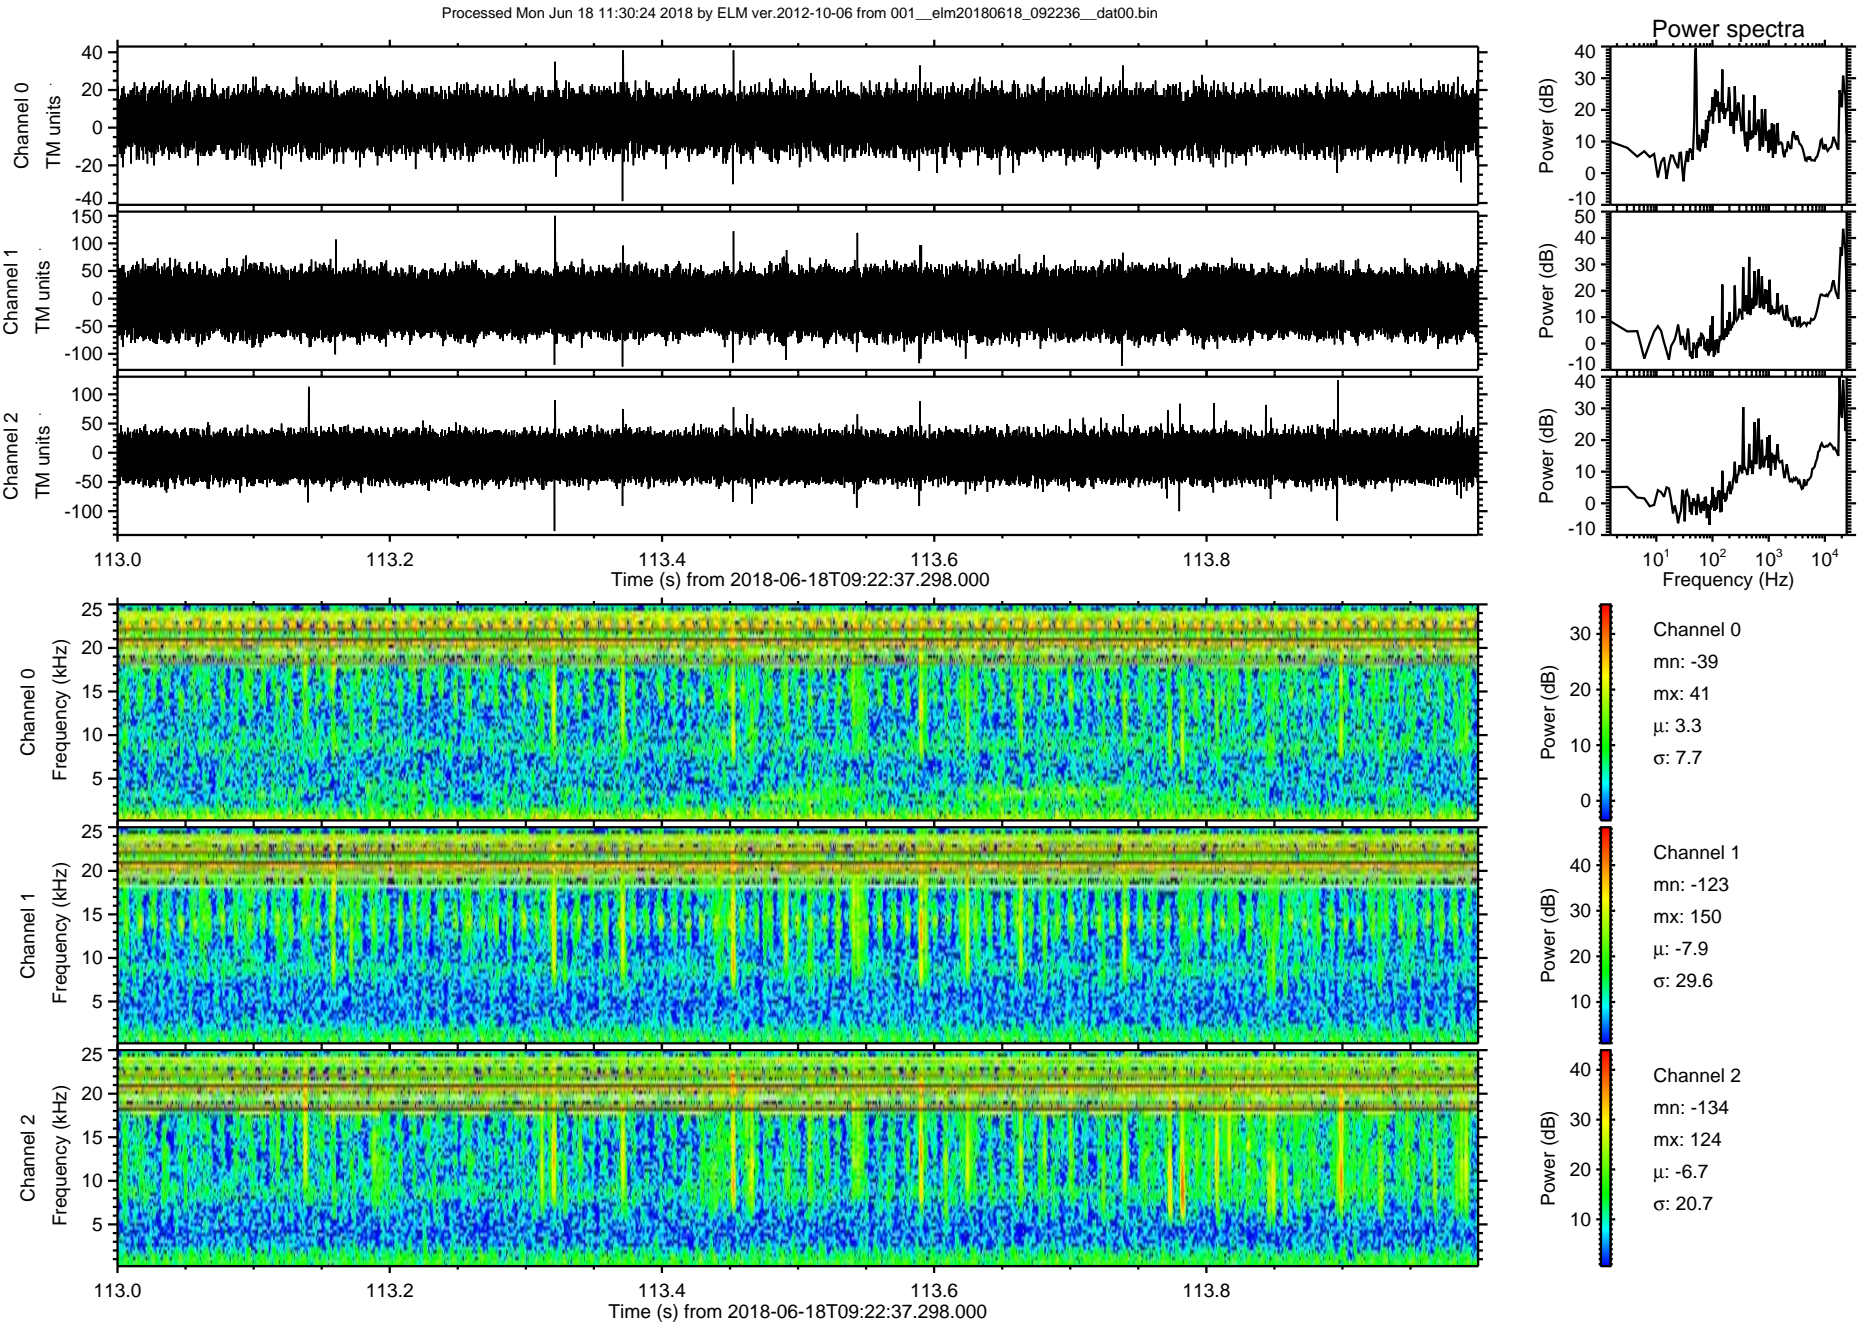 Processed Mon Jun 18 11:30:24 2018 by ELM ver.2012-10-06 from 001__elm20180618_092236__dat00.bin
Power spectra
Channel 0
TM units
40
20
0
-20
-40
Power (dB)
40
30
20
10
0
-10
Channel 1
TM units
150
100
50
0
-50
-100
Power (dB)
50
40
30
20
10
0
-10
Channel 2
TM units
100
50
0
-50
-100
Power (dB)
40
30
20
10
0
-10
113.0 113.2 113.4 113.6 113.8
Time (s) from 2018-06-18T09:22:37.298.000
10¹ 10² 10³ 10⁴
Frequency (Hz)
Channel 0
Frequency (kHz)
25
20
15
10
5
Power (dB)
30
20
10
0
Channel 0
mn: -39
mx: 41
μ: 3.3
σ: 7.7
Channel 1
Frequency (kHz)
25
20
15
10
5
Power (dB)
40
30
20
10
Channel 1
mn: -123
mx: 150
μ: -7.9
σ: 29.6
Channel 2
Frequency (kHz)
25
20
15
10
5
Power (dB)
40
30
20
10
Channel 2
mn: -134
mx: 124
μ: -6.7
σ: 20.7
113.0 113.2 113.4 113.6 113.8
Time (s) from 2018-06-18T09:22:37.298.000